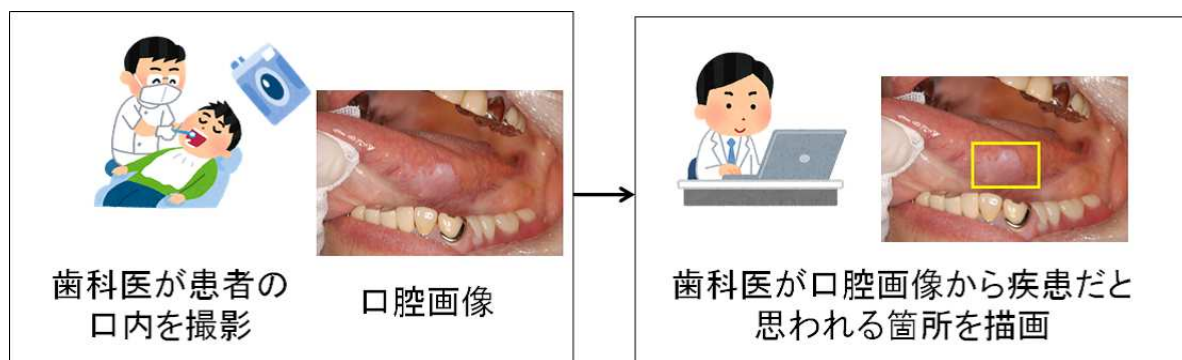 歯科医が患者の
口内を撮影
口腔画像
歯科医が口腔画像から疾患だと
思われる箇所を描画